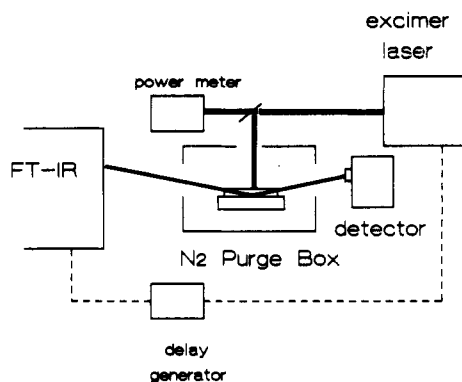 excimer
laser
power meter
FT-IR
detector
N2 Purge Box
delay
generator